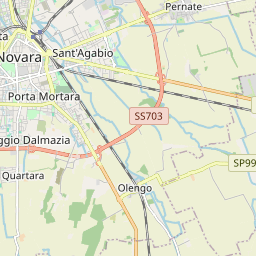 Pernate
Sant'Agabio
Novara
Porta Mortara
SS703
ggio Dalmazia
SP99
Quartara
Olengo